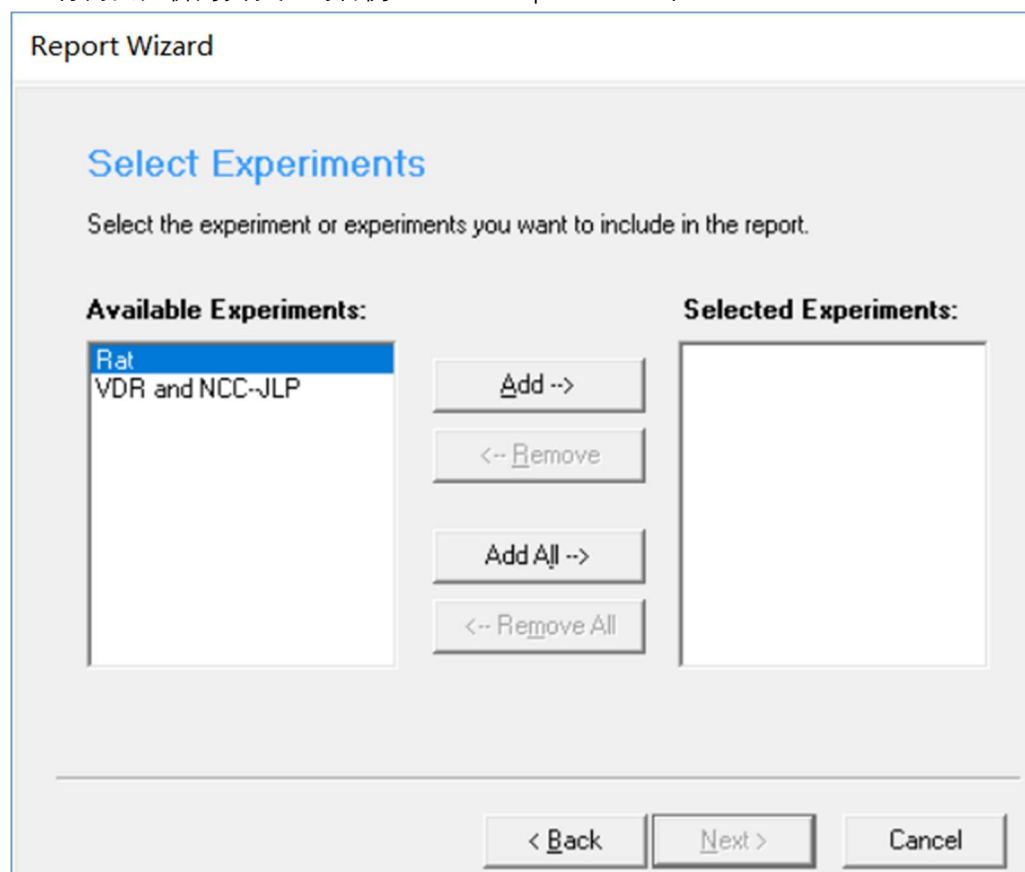 Report Wizard
Select Experiments
Select the experiment or experiments you want to include in the report.
Available Experiments:
Selected Experiments:
Rat
VDR and NCC--JLP
Add -->
<-- Remove
Add All -->
<-- Remove All
< Back
Next >
Cancel